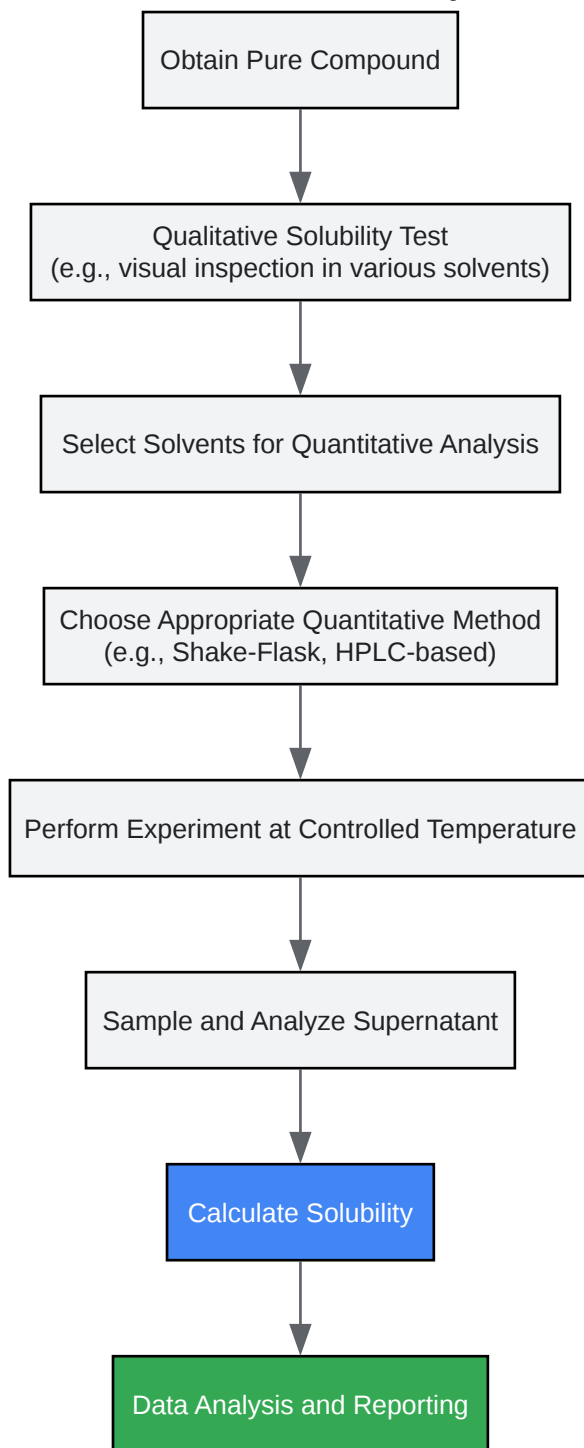 Obtain Pure Compound
Qualitative Solubility Test
(e.g., visual inspection in various solvents)
Select Solvents for Quantitative Analysis
Choose Appropriate Quantitative Method
(e.g., Shake-Flask, HPLC-based)
Perform Experiment at Controlled Temperature
Sample and Analyze Supernatant
Calculate Solubility
Data Analysis and Reporting